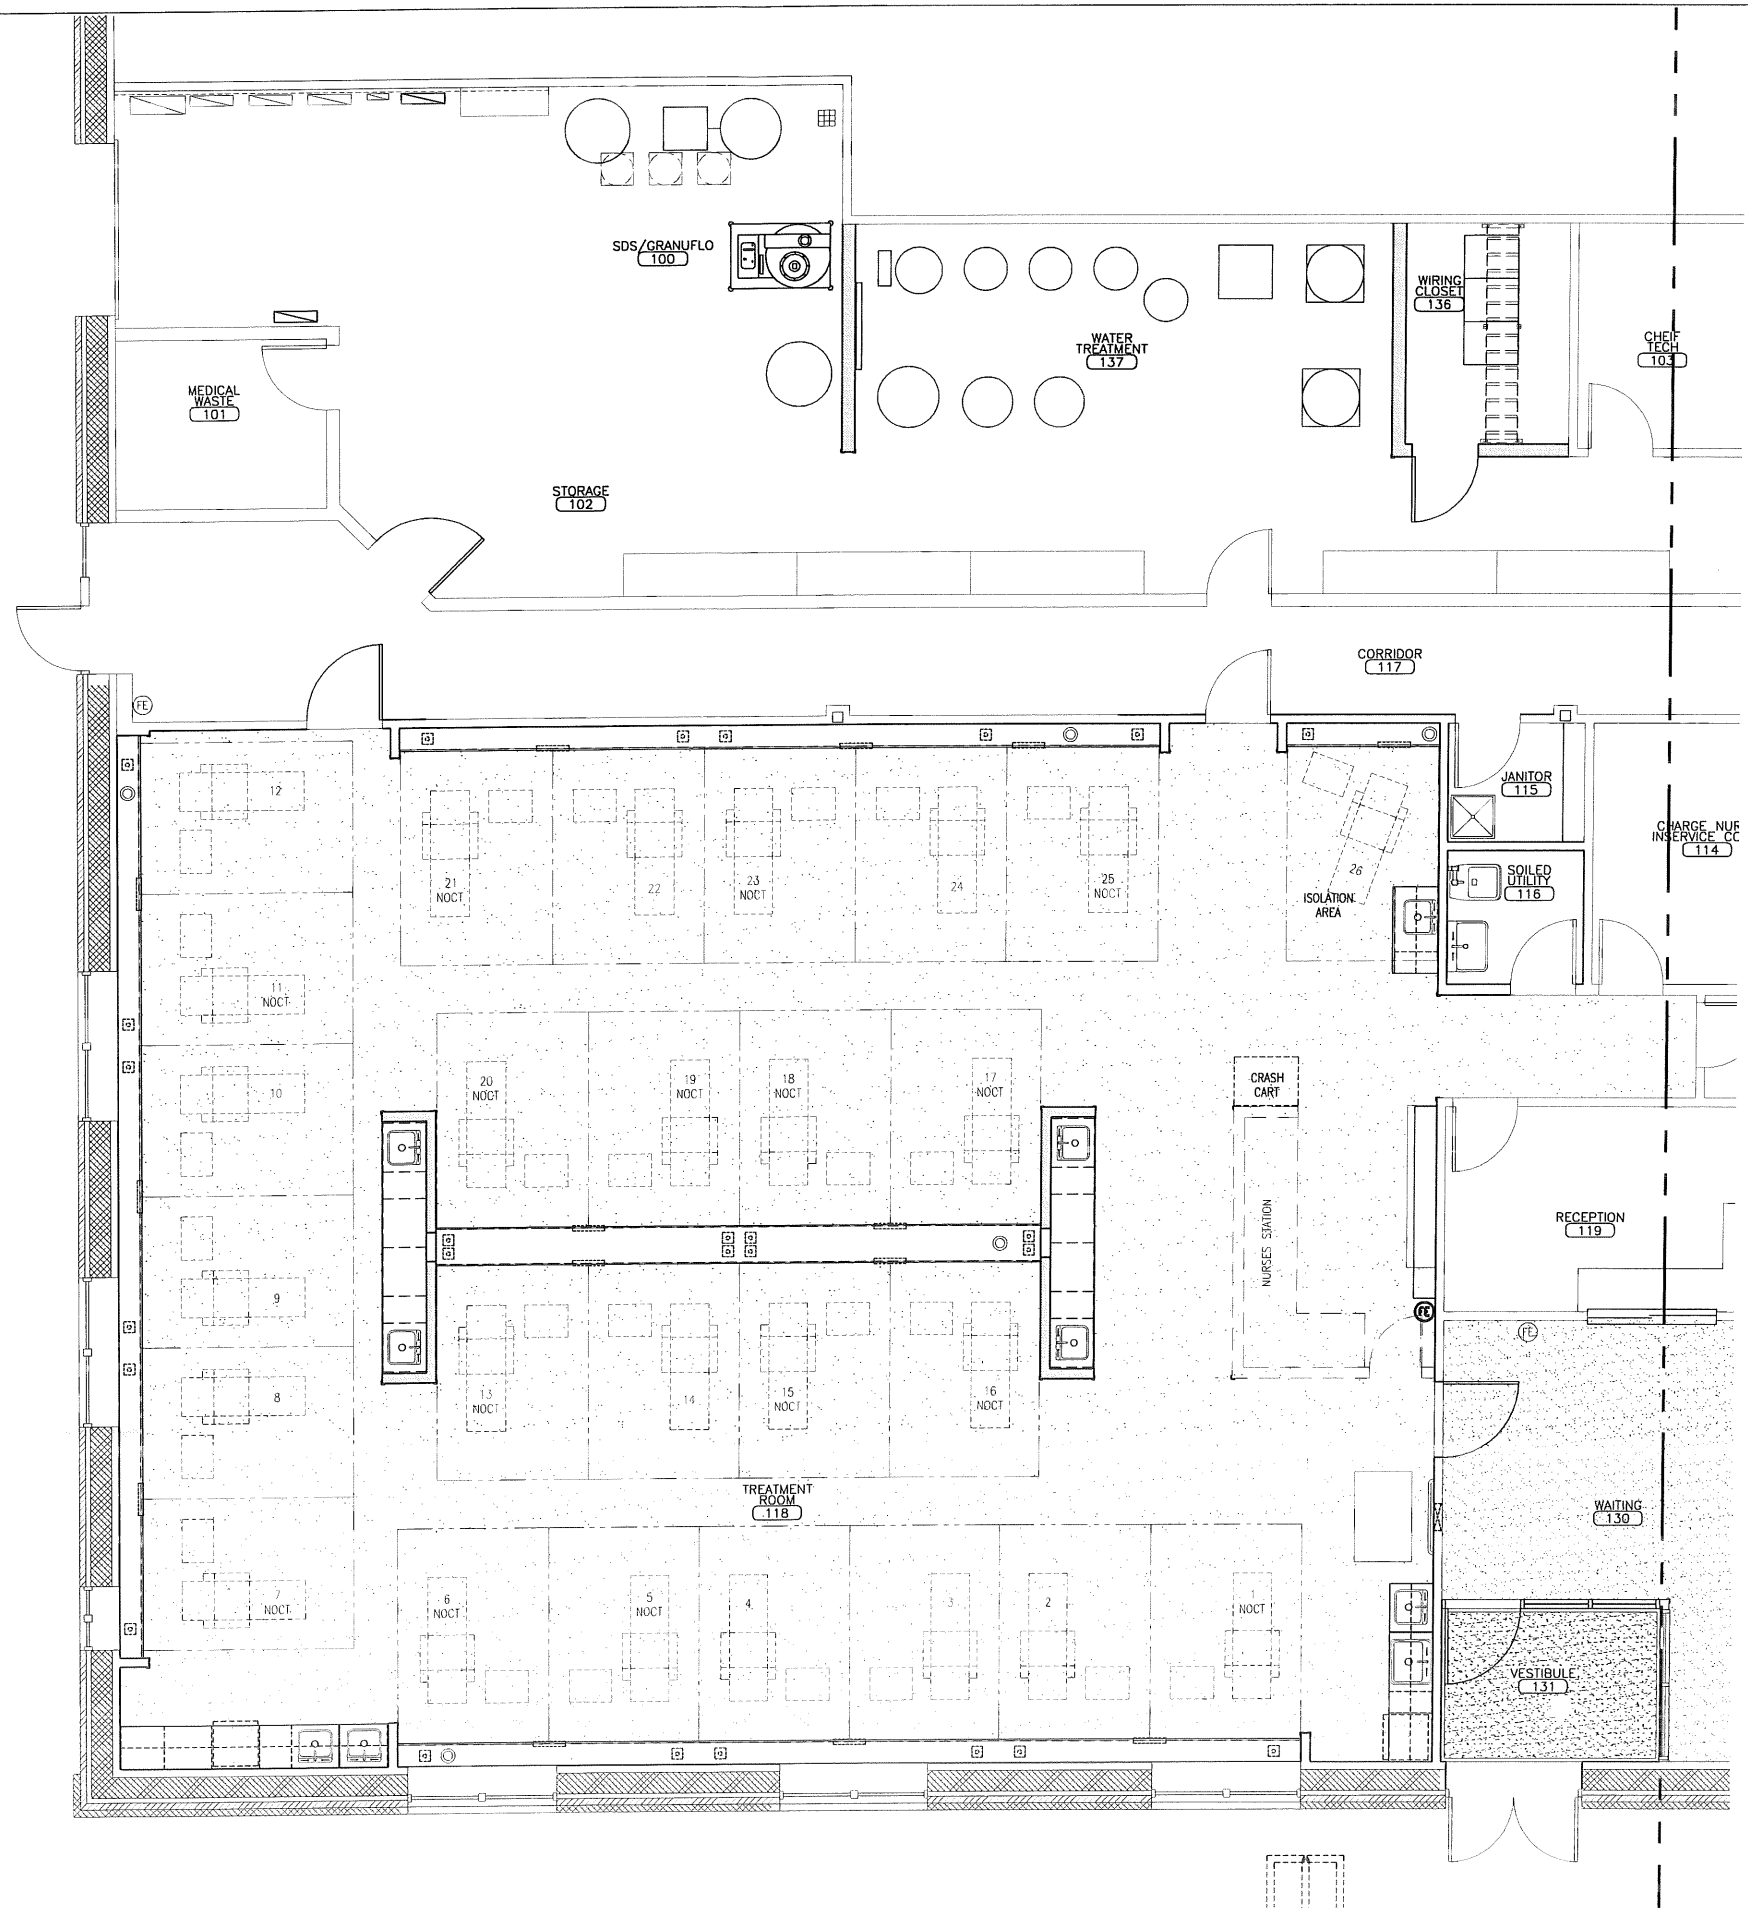 SDS/GRANUFLO
100
WATER
TREATMENT
137
WIRING
CLOSET
136
CHEIF
TECH
103
MEDICAL
WASTE
101
STORAGE
102
CORRIDOR
117
FE
JANITOR
115
CHARGE NUR
INSERVICE CO
114
SOILED
UTILITY
116
12
21
NOCT
22
23
NOCT
24
25
NOCT
26
ISOLATION
AREA
11
NOCT
10
20
NOCT
19
NOCT
18
NOCT
17
NOCT
CRASH
CART
NURSES STATION
RECEPTION
119
FE
FE
9
8
13
NOCT
14
15
NOCT
16
NOCT
TREATMENT
ROOM
118
WAITING
130
7
NOCT
6
NOCT
5
NOCT
4
3
2
1
NOCT
VESTIBULE
131